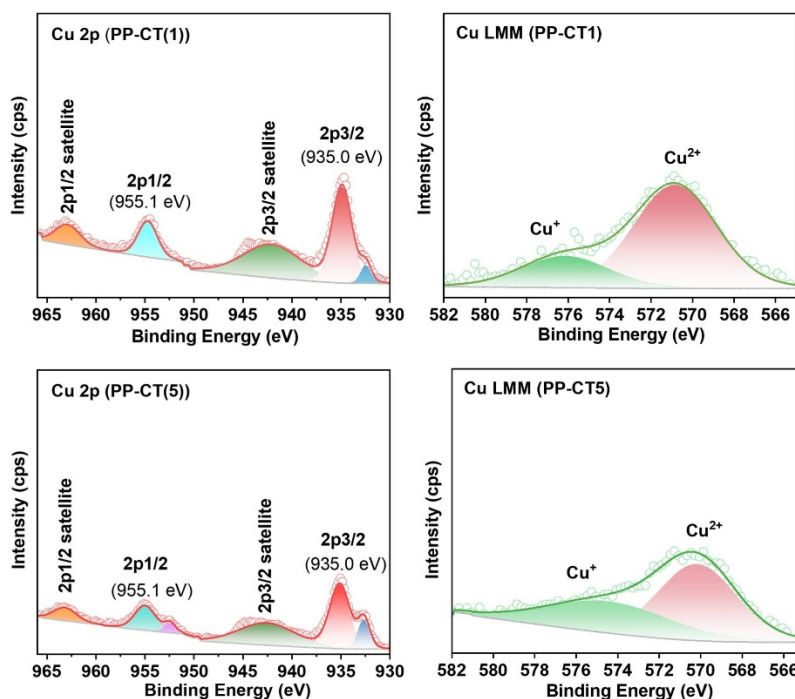 Cu 2p (PP-CT(1))
Intensity (cps)
2p1/2 satellite
2p1/2
(955.1 eV)
2p3/2 satellite
2p3/2
(935.0 eV)
965 960 955 950 945 940 935 930
Binding Energy (eV)
Cu LMM (PP-CT1)
Intensity (cps)
Cu⁺
Cu²⁺
582 580 578 576 574 572 570 568 566
Binding Energy (eV)
Cu 2p (PP-CT(5))
Intensity (cps)
2p1/2 satellite
2p1/2
(955.1 eV)
2p3/2 satellite
2p3/2
(935.0 eV)
965 960 955 950 945 940 935 930
Binding Energy (eV)
Cu LMM (PP-CT5)
Intensity (cps)
Cu⁺
Cu²⁺
582 580 578 576 574 572 570 568 566
Binding Energy (eV)